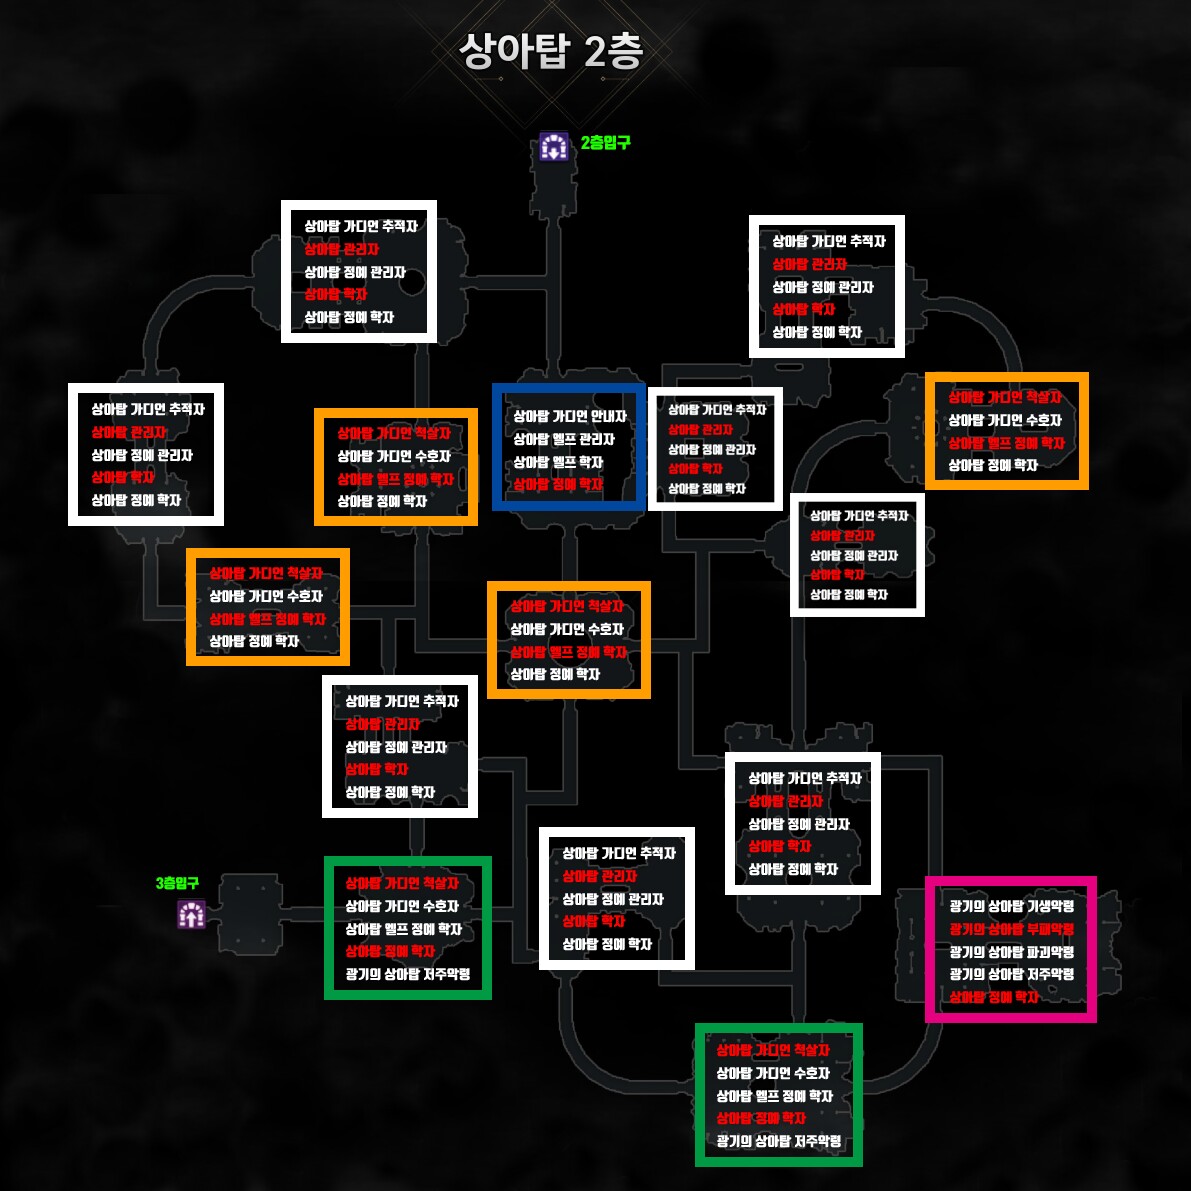 상아탑 2층
2층입구
상아탑 가디언 추적자
상아탑 관리자
상아탑 정예 관리자
상아탑 학자
상아탑 정예 학자
상아탑 가디언 추적자
상아탑 관리자
상아탑 정예 관리자
상아탑 학자
상아탑 정예 학자
상아탑 가디언 추적자
상아탑 관리자
상아탑 정예 관리자
상아탑 학자
상아탑 정예 학자
상아탑 가디언 척살자
상아탑 가디언 수호자
상아탑 엘프 정예 학자
상아탑 정예 학자
상아탑 가디언 안내자
상아탑 엘프 관리자
상아탑 엘프 학자
상아탑 정예 학자
상아탑 가디언 추적자
상아탑 관리자
상아탑 정예 관리자
상아탑 학자
상아탑 정예 학자
상아탑 가디언 척살자
상아탑 가디언 수호자
상아탑 엘프 정예 학자
상아탑 정예 학자
상아탑 가디언 추적자
상아탑 관리자
상아탑 정예 관리자
상아탑 학자
상아탑 정예 학자
상아탑 가디언 척살자
상아탑 가디언 수호자
상아탑 엘프 정예 학자
상아탑 정예 학자
상아탑 가디언 척살자
상아탑 가디언 수호자
상아탑 엘프 정예 학자
상아탑 정예 학자
상아탑 가디언 추적자
상아탑 관리자
상아탑 정예 관리자
상아탑 학자
상아탑 정예 학자
상아탑 가디언 추적자
상아탑 관리자
상아탑 정예 관리자
상아탑 학자
상아탑 정예 학자
3층입구
상아탑 가디언 척살자
상아탑 가디언 수호자
상아탑 엘프 정예 학자
상아탑 정예 학자
광기의 상아탑 저주악령
상아탑 가디언 추적자
상아탑 관리자
상아탑 정예 관리자
상아탑 학자
상아탑 정예 학자
광기의 상아탑 기생악령
광기의 상아탑 부패악령
광기의 상아탑 파괴악령
광기의 상아탑 저주악령
상아탑 정예 학자
상아탑 가디언 척살자
상아탑 가디언 수호자
상아탑 엘프 정예 학자
상아탑 정예 학자
광기의 상아탑 저주악령